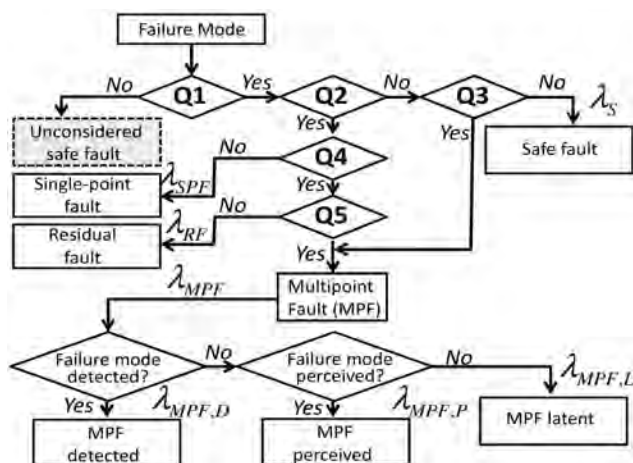 Failure Mode
No
Q1
Yes
Q2
No
Q3
No
λS
Unconsidered
safe fault
Yes
Yes
Safe fault
No
Q4
λSPF
Single-point
fault
Yes
No
Q5
λRF
Residual
fault
Yes
λMPF
Multipoint
Fault (MPF)
Failure mode
detected?
No
Failure mode
perceived?
No
λMPF,L
Yes
λMPF,D
Yes
λMPF,P
MPF latent
MPF
detected
MPF
perceived